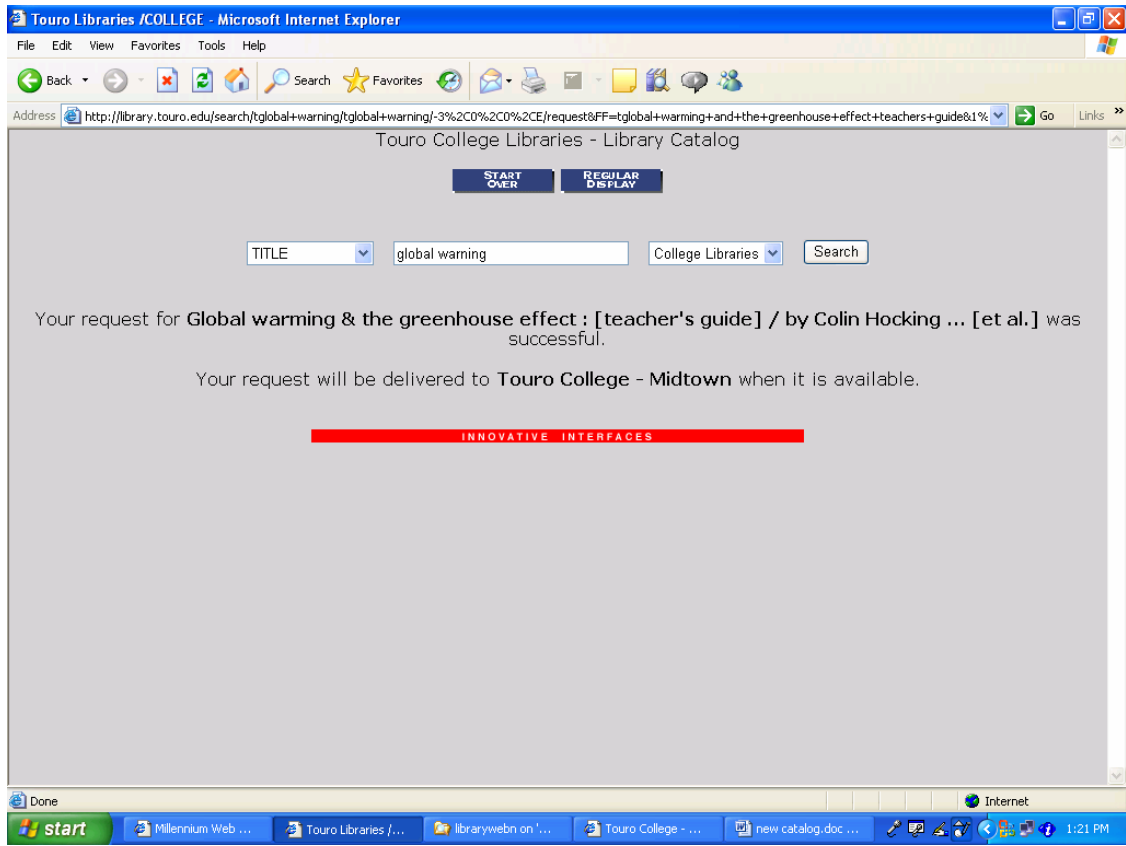 Touro Libraries /COLLEGE - Microsoft Internet Explorer
File Edit View Favorites Tools Help
Back Search Favorites
Address http://library.touro.edu/search/tglobal+warning/tglobal+warning/-3%2C0%2C0%2CE/request&FF=tglobal+warming+and+the+greenhouse+effect+teachers+guide&1% Go Links »
Touro College Libraries - Library Catalog
START OVER REGULAR DISPLAY
TITLE global warning College Libraries Search
Your request for Global warming & the greenhouse effect : [teacher's guide] / by Colin Hocking ... [et al.] was
successful.
Your request will be delivered to Touro College - Midtown when it is available.
INNOVATIVE INTERFACES
Done Internet
start Millennium Web ... Touro Libraries /... librarywebn on '... Touro College - ... new catalog.doc ... 1:21 PM